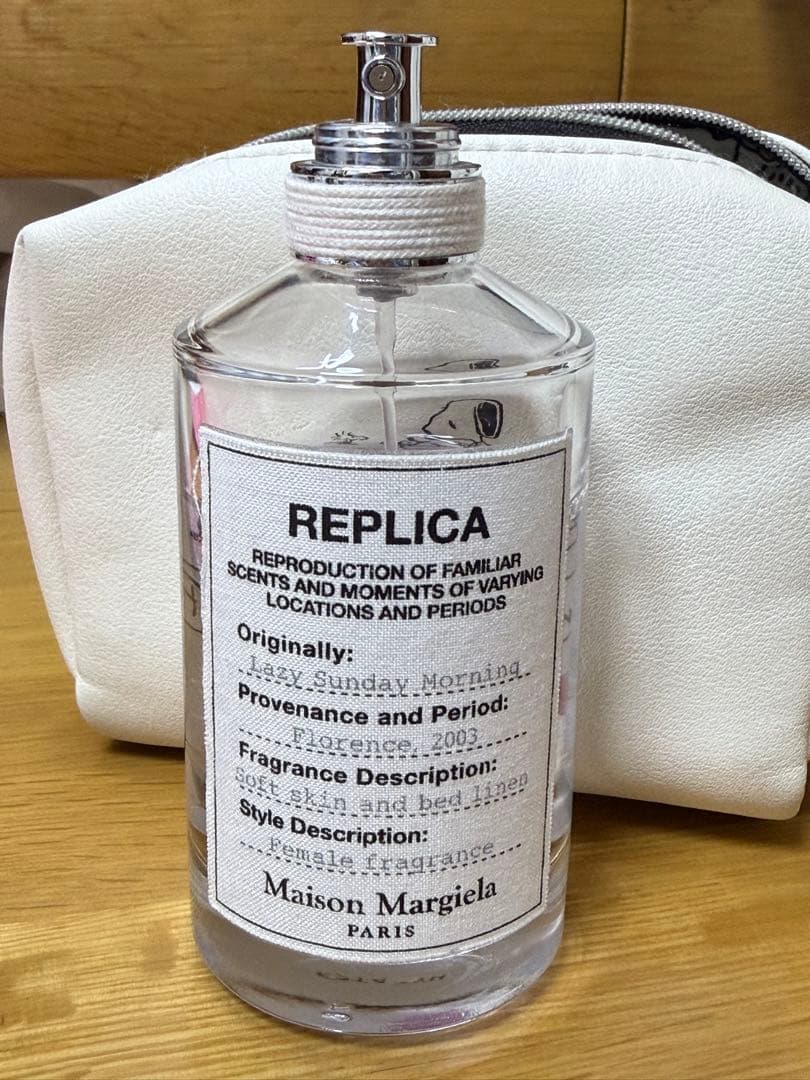 REPLICA
REPRODUCTION OF FAMILIAR
SCENTS AND MOMENTS OF VARYING
LOCATIONS AND PERIODS
Originally:
Lazy Sunday Morning
Provenance and Period:
Florence, 2003
Fragrance Description:
Soft skin and bed linen
Style Description:
Female fragrance
Maison Margiela
PARIS